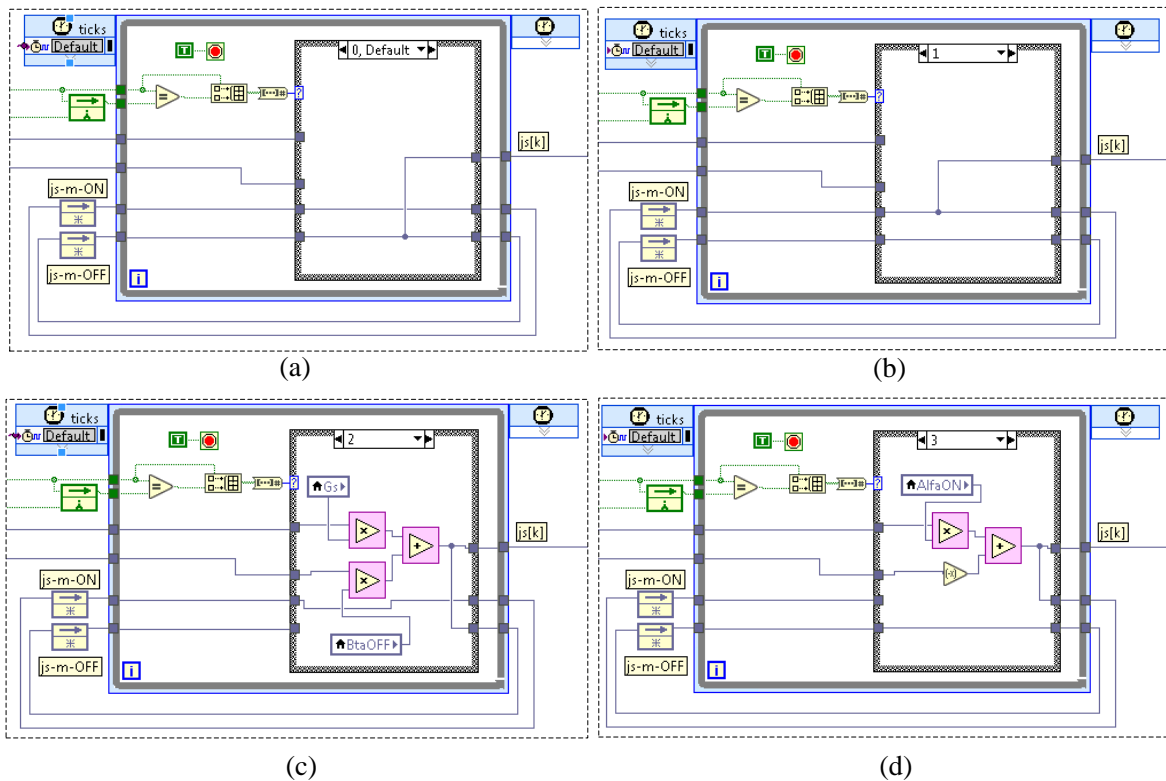 ticks
Default
T
0, Default
?
=
#
js[k]
js-m-ON
js-m-OFF
i
(a)
ticks
Default
T
1
?
=
#
js[k]
js-m-ON
js-m-OFF
i
(b)
ticks
Default
T
2
?
=
#
Gs
×
+
×
js[k]
js-m-ON
js-m-OFF
BtaOFF
i
(c)
ticks
Default
T
3
?
=
#
AlfaON
×
+
js[k]
js-m-ON
js-m-OFF
i
(d)